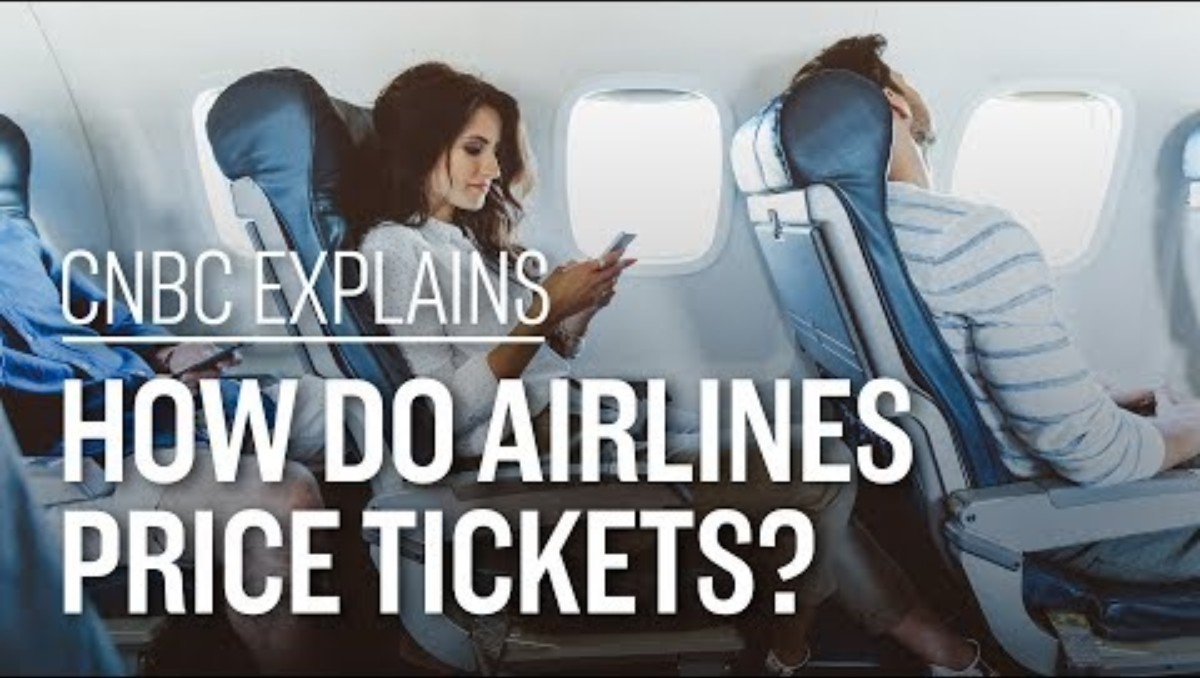 CNBC EXPLAINS
HOW DO AIRLINES
PRICE TICKETS?